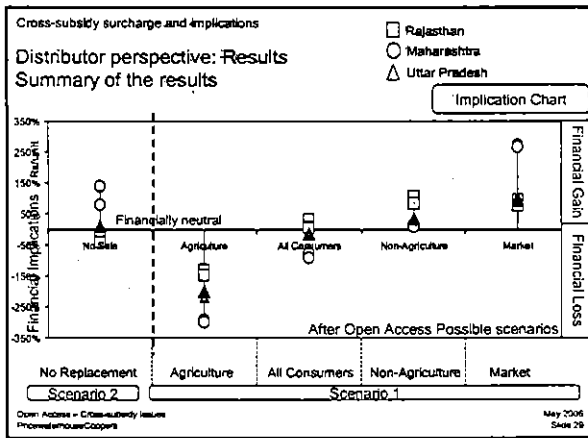 Cross-subsidy surcharge and implications
Distributor perspective: Results
Summary of the results
Rajasthan
Maharashtra
Uttar Pradesh
Implication Chart
350%
250%
150%
50%
-50%
-150%
-250%
-350%
Financial Implications % Rs/unit
Financially neutral
No Sale
Agriculture
All Consumers
Non-Agriculture
Market
Financial Gain
Financial Loss
After Open Access Possible scenarios
No Replacement
Agriculture
All Consumers
Non-Agriculture
Market
Scenario 2
Scenario 1
Open Access – Cross-subsidy Issues
PricewaterhouseCoopers
May 2006
Slide 29